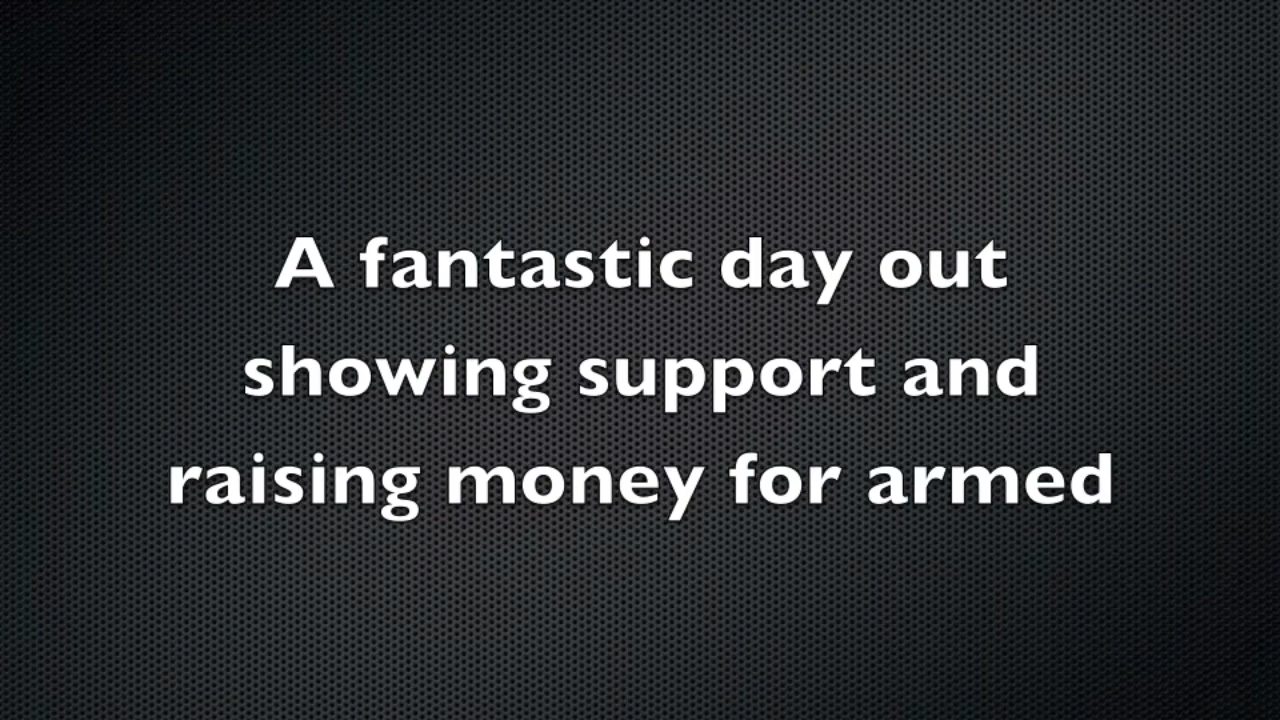 A fantastic day out
showing support and
raising money for armed